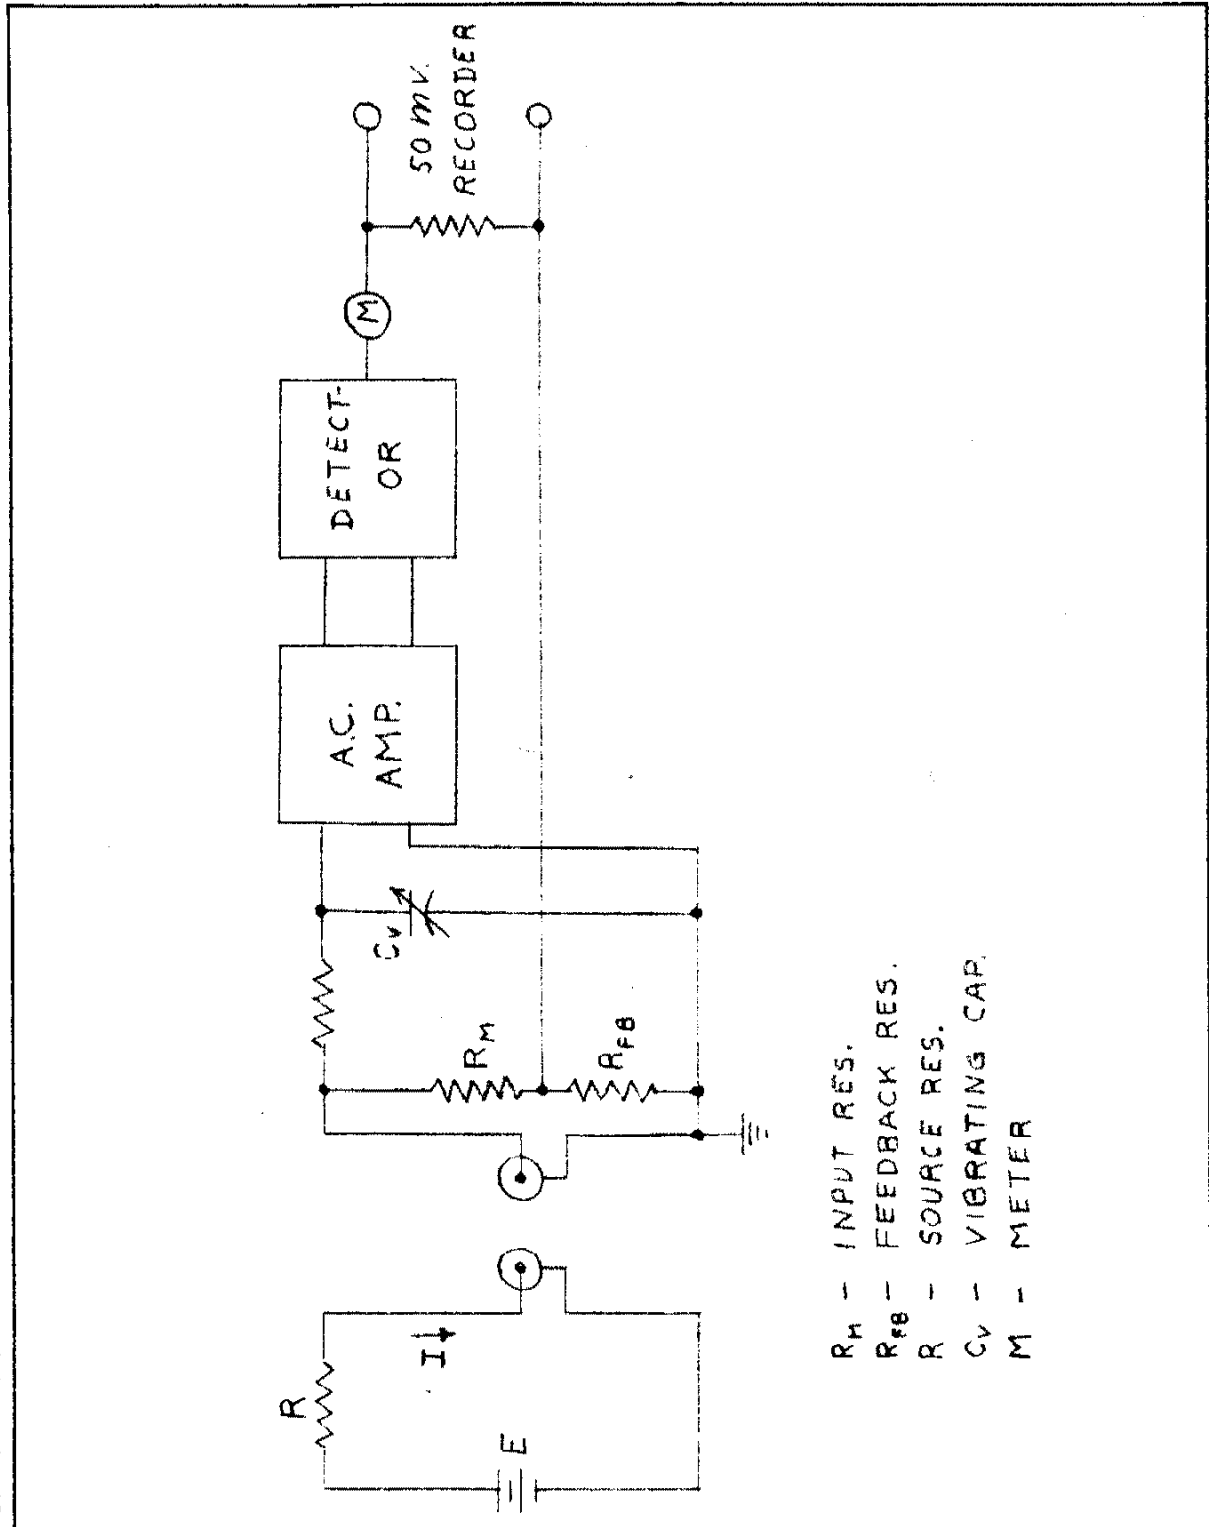 R
E
I
RM
RFB
CV
A.C.
AMP.
DETECT-
OR
M
50 mV.
RECORDER
RM - INPUT RES.
RFB - FEEDBACK RES.
R - SOURCE RES.
CV - VIBRATING CAP.
M - METER